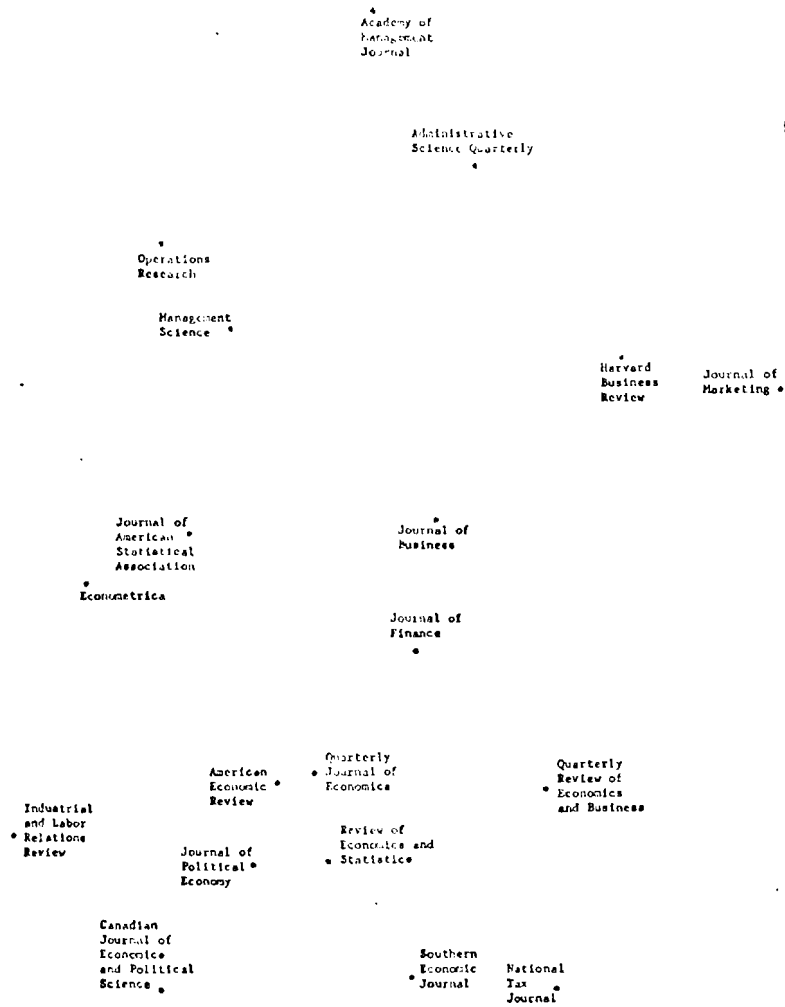 Academy of
Management
Journal
Administrative
Science Quarterly
Operations
Research
Management
Science
Harvard
Business
Review
Journal of
Marketing
Journal of
American
Statistical
Association
Journal of
Business
Econometrica
Journal of
Finance
American
Economic
Review
Quarterly
Journal of
Economics
Quarterly
Review of
Economics
and Business
Industrial
and Labor
Relations
Review
Journal of
Political
Economy
Review of
Economics and
Statistics
Canadian
Journal of
Economics
and Political
Science
Southern
Economic
Journal
National
Tax
Journal